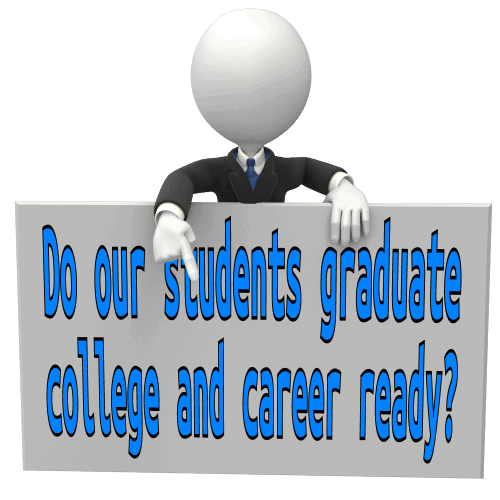 Do our students graduate
college and career ready?